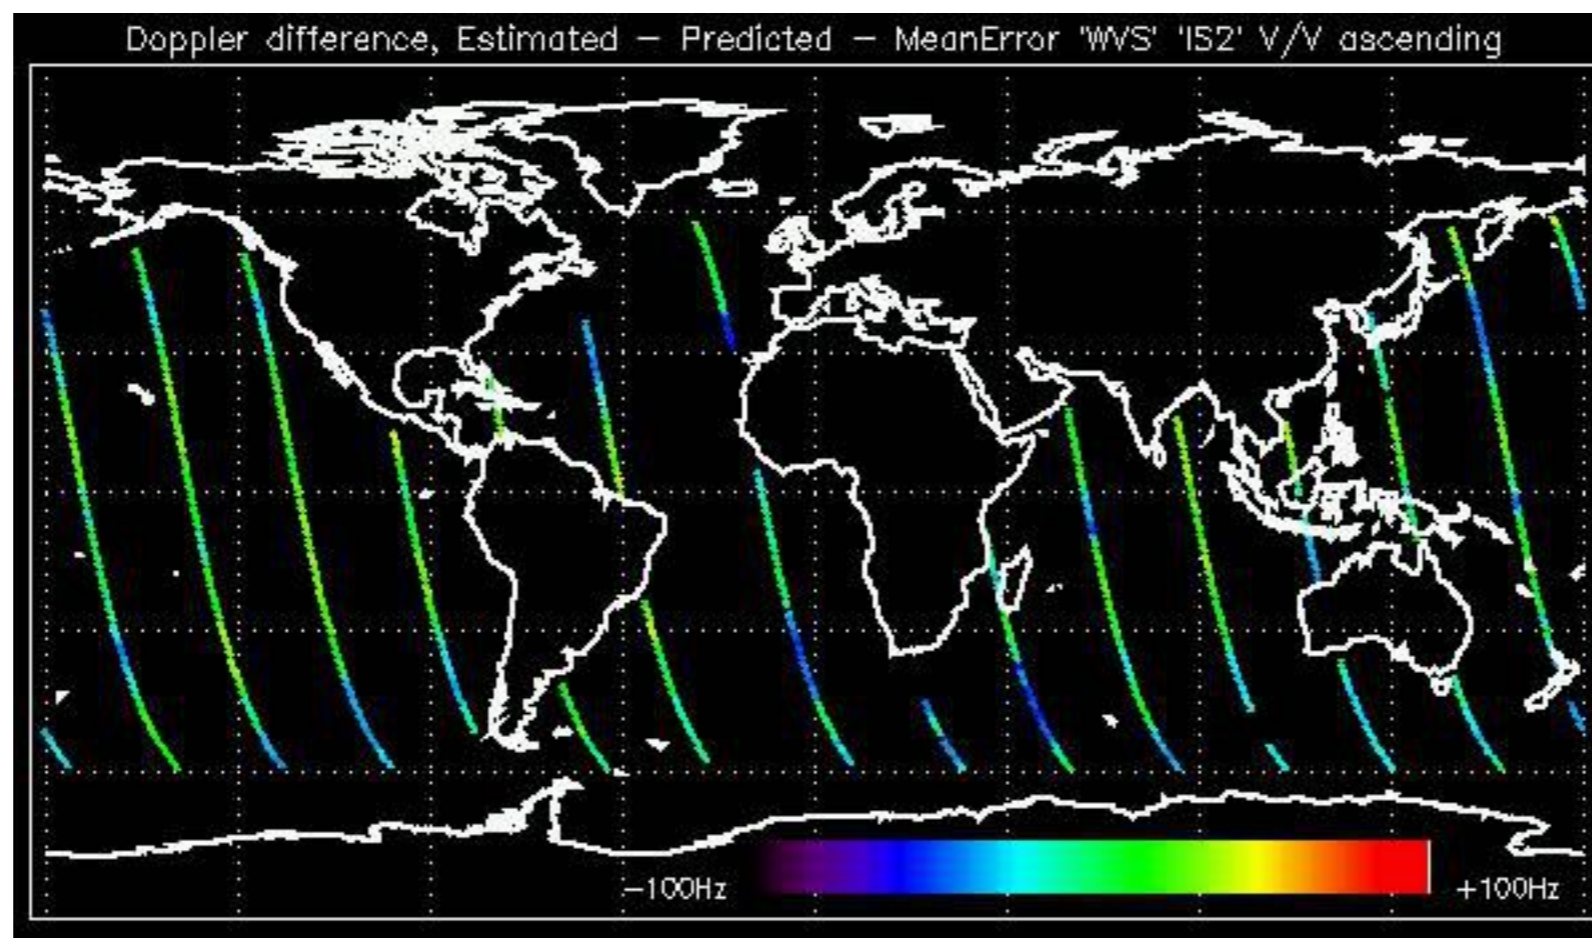 Doppler difference, Estimated – Predicted – MeanError 'WVS' 'IS2' V/V ascending
–100Hz
+100Hz